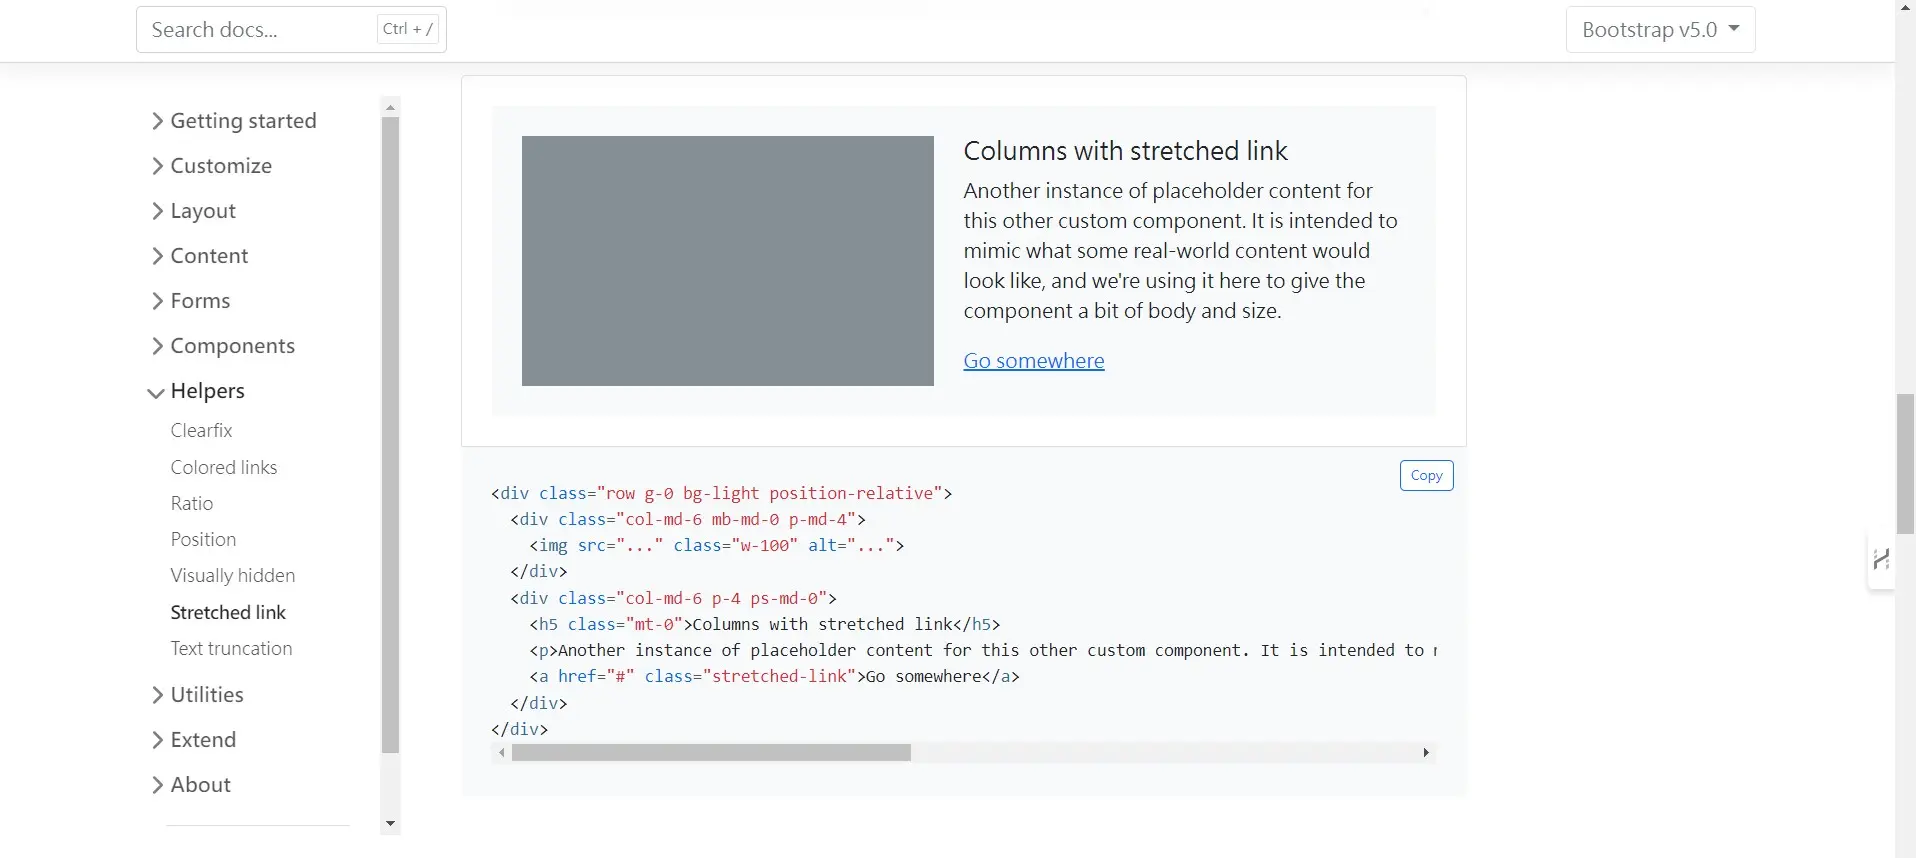 Search docs...
Ctrl + /
Bootstrap v5.0
Getting started
Customize
Layout
Content
Forms
Components
Helpers
Clearfix
Colored links
Ratio
Position
Visually hidden
Stretched link
Text truncation
Utilities
Extend
About
Columns with stretched link
Another instance of placeholder content for
this other custom component. It is intended to
mimic what some real-world content would
look like, and we're using it here to give the
component a bit of body and size.
Go somewhere
Copy
<div class="row g-0 bg-light position-relative">
  <div class="col-md-6 mb-md-0 p-md-4">
    <img src="..." class="w-100" alt="...">
  </div>
  <div class="col-md-6 p-4 ps-md-0">
    <h5 class="mt-0">Columns with stretched link</h5>
    <p>Another instance of placeholder content for this other custom component. It is intended to
    <a href="#" class="stretched-link">Go somewhere</a>
  </div>
</div>